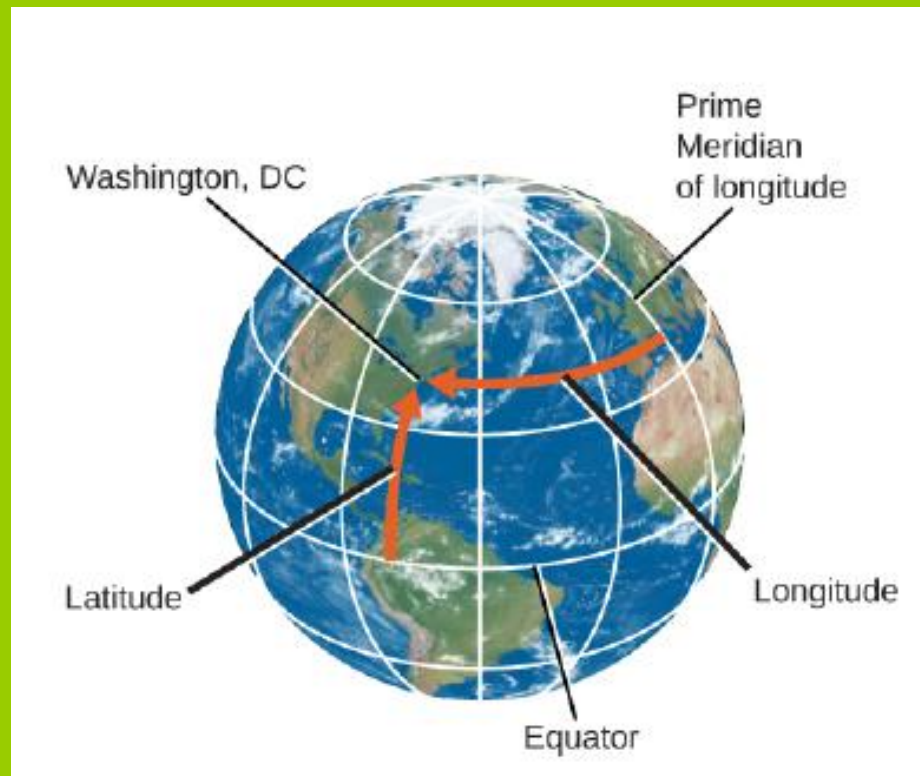 Prime
Meridian
of longitude
Washington, DC
Latitude
Longitude
Equator